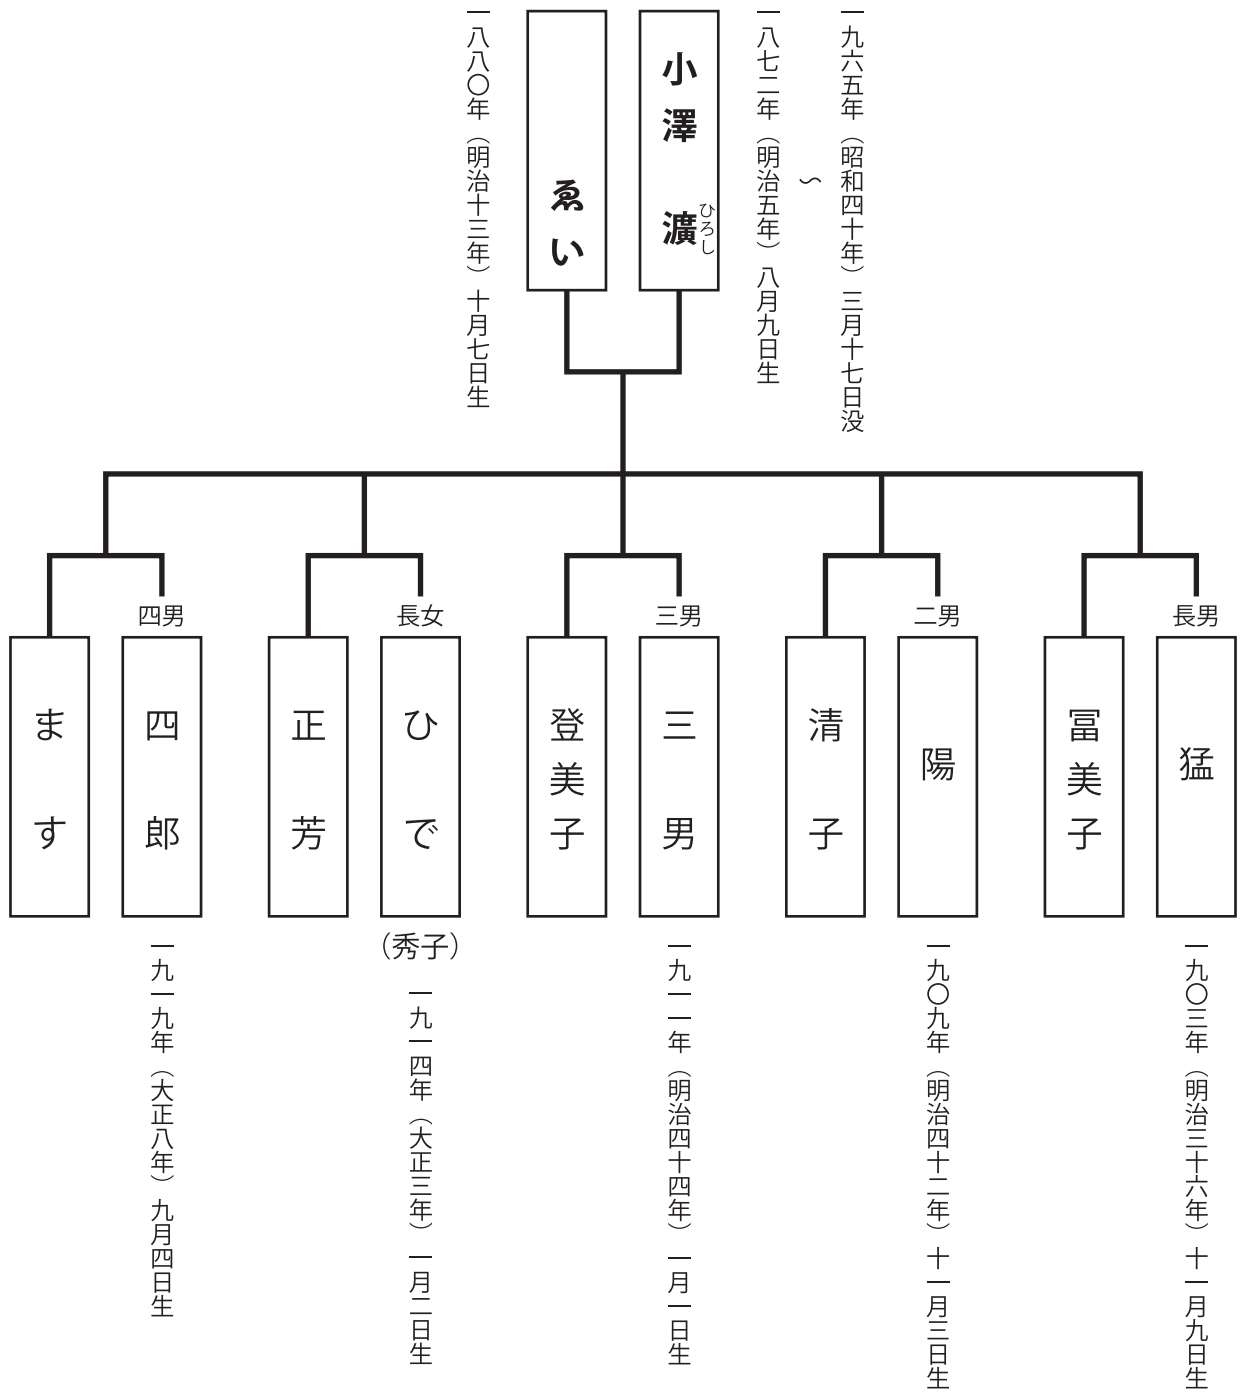 一九六五年（昭和四十年）三月十七日没
〜
一八七二年（明治五年）八月九日生
小澤 㶇
ひろし
ゑい
一八八〇年（明治十三年）十月七日生
長男
猛
一九〇三年（明治三十六年）十一月九日生
冨美子
二男
陽
一九〇九年（明治四十二年）十一月三日生
清子
三男
三男
一九一一年（明治四十四年）一月一日生
登美子
長女
ひで
（秀子）
一九一四年（大正三年）一月二日生
正芳
四男
四郎
一九一九年（大正八年）九月四日生
ます